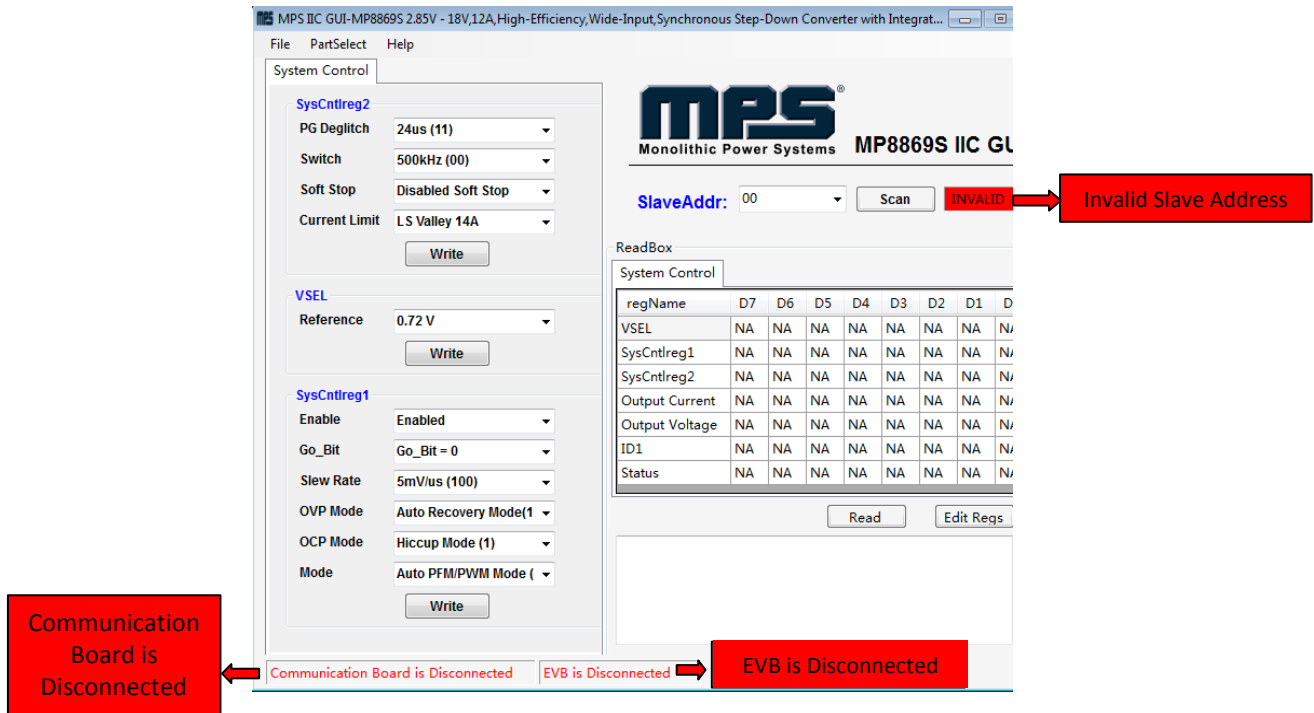 MPS IIC GUI-MP8869S 2.85V - 18V,12A,High-Efficiency,Wide-Input,Synchronous Step-Down Converter with Integrat...
File PartSelect Help
System Control
SysCntlreg2
PG Deglitch 24us (11)
Switch 500kHz (00)
Soft Stop Disabled Soft Stop
Current Limit LS Valley 14A
Write
VSEL
Reference 0.72 V
Write
SysCntlreg1
Enable Enabled
Go_Bit Go_Bit = 0
Slew Rate 5mV/us (100)
OVP Mode Auto Recovery Mode(1
OCP Mode Hiccup Mode (1)
Mode Auto PFM/PWM Mode (
Write
mps®
Monolithic Power Systems
MP8869S IIC GU
SlaveAddr: 00 Scan INVALID
Invalid Slave Address
ReadBox
System Control
regName D7 D6 D5 D4 D3 D2 D1 D
VSEL NA NA NA NA NA NA NA NA
SysCntlreg1 NA NA NA NA NA NA NA NA
SysCntlreg2 NA NA NA NA NA NA NA NA
Output Current NA NA NA NA NA NA NA NA
Output Voltage NA NA NA NA NA NA NA NA
ID1 NA NA NA NA NA NA NA NA
Status NA NA NA NA NA NA NA NA
Read Edit Regs
Communication
Board is
Disconnected
Communication Board is Disconnected EVB is Disconnected
EVB is Disconnected